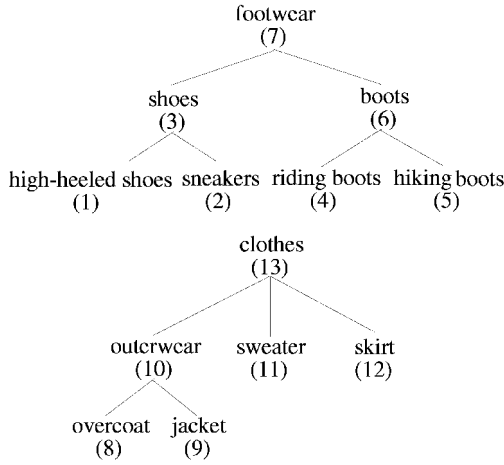 footwear
(7)
shoes boots
(3) (6)
high-heeled shoes sneakers riding boots hiking boots
(1) (2) (4) (5)
clothes
(13)
outerwear sweater skirt
(10) (11) (12)
overcoat jacket
(8) (9)